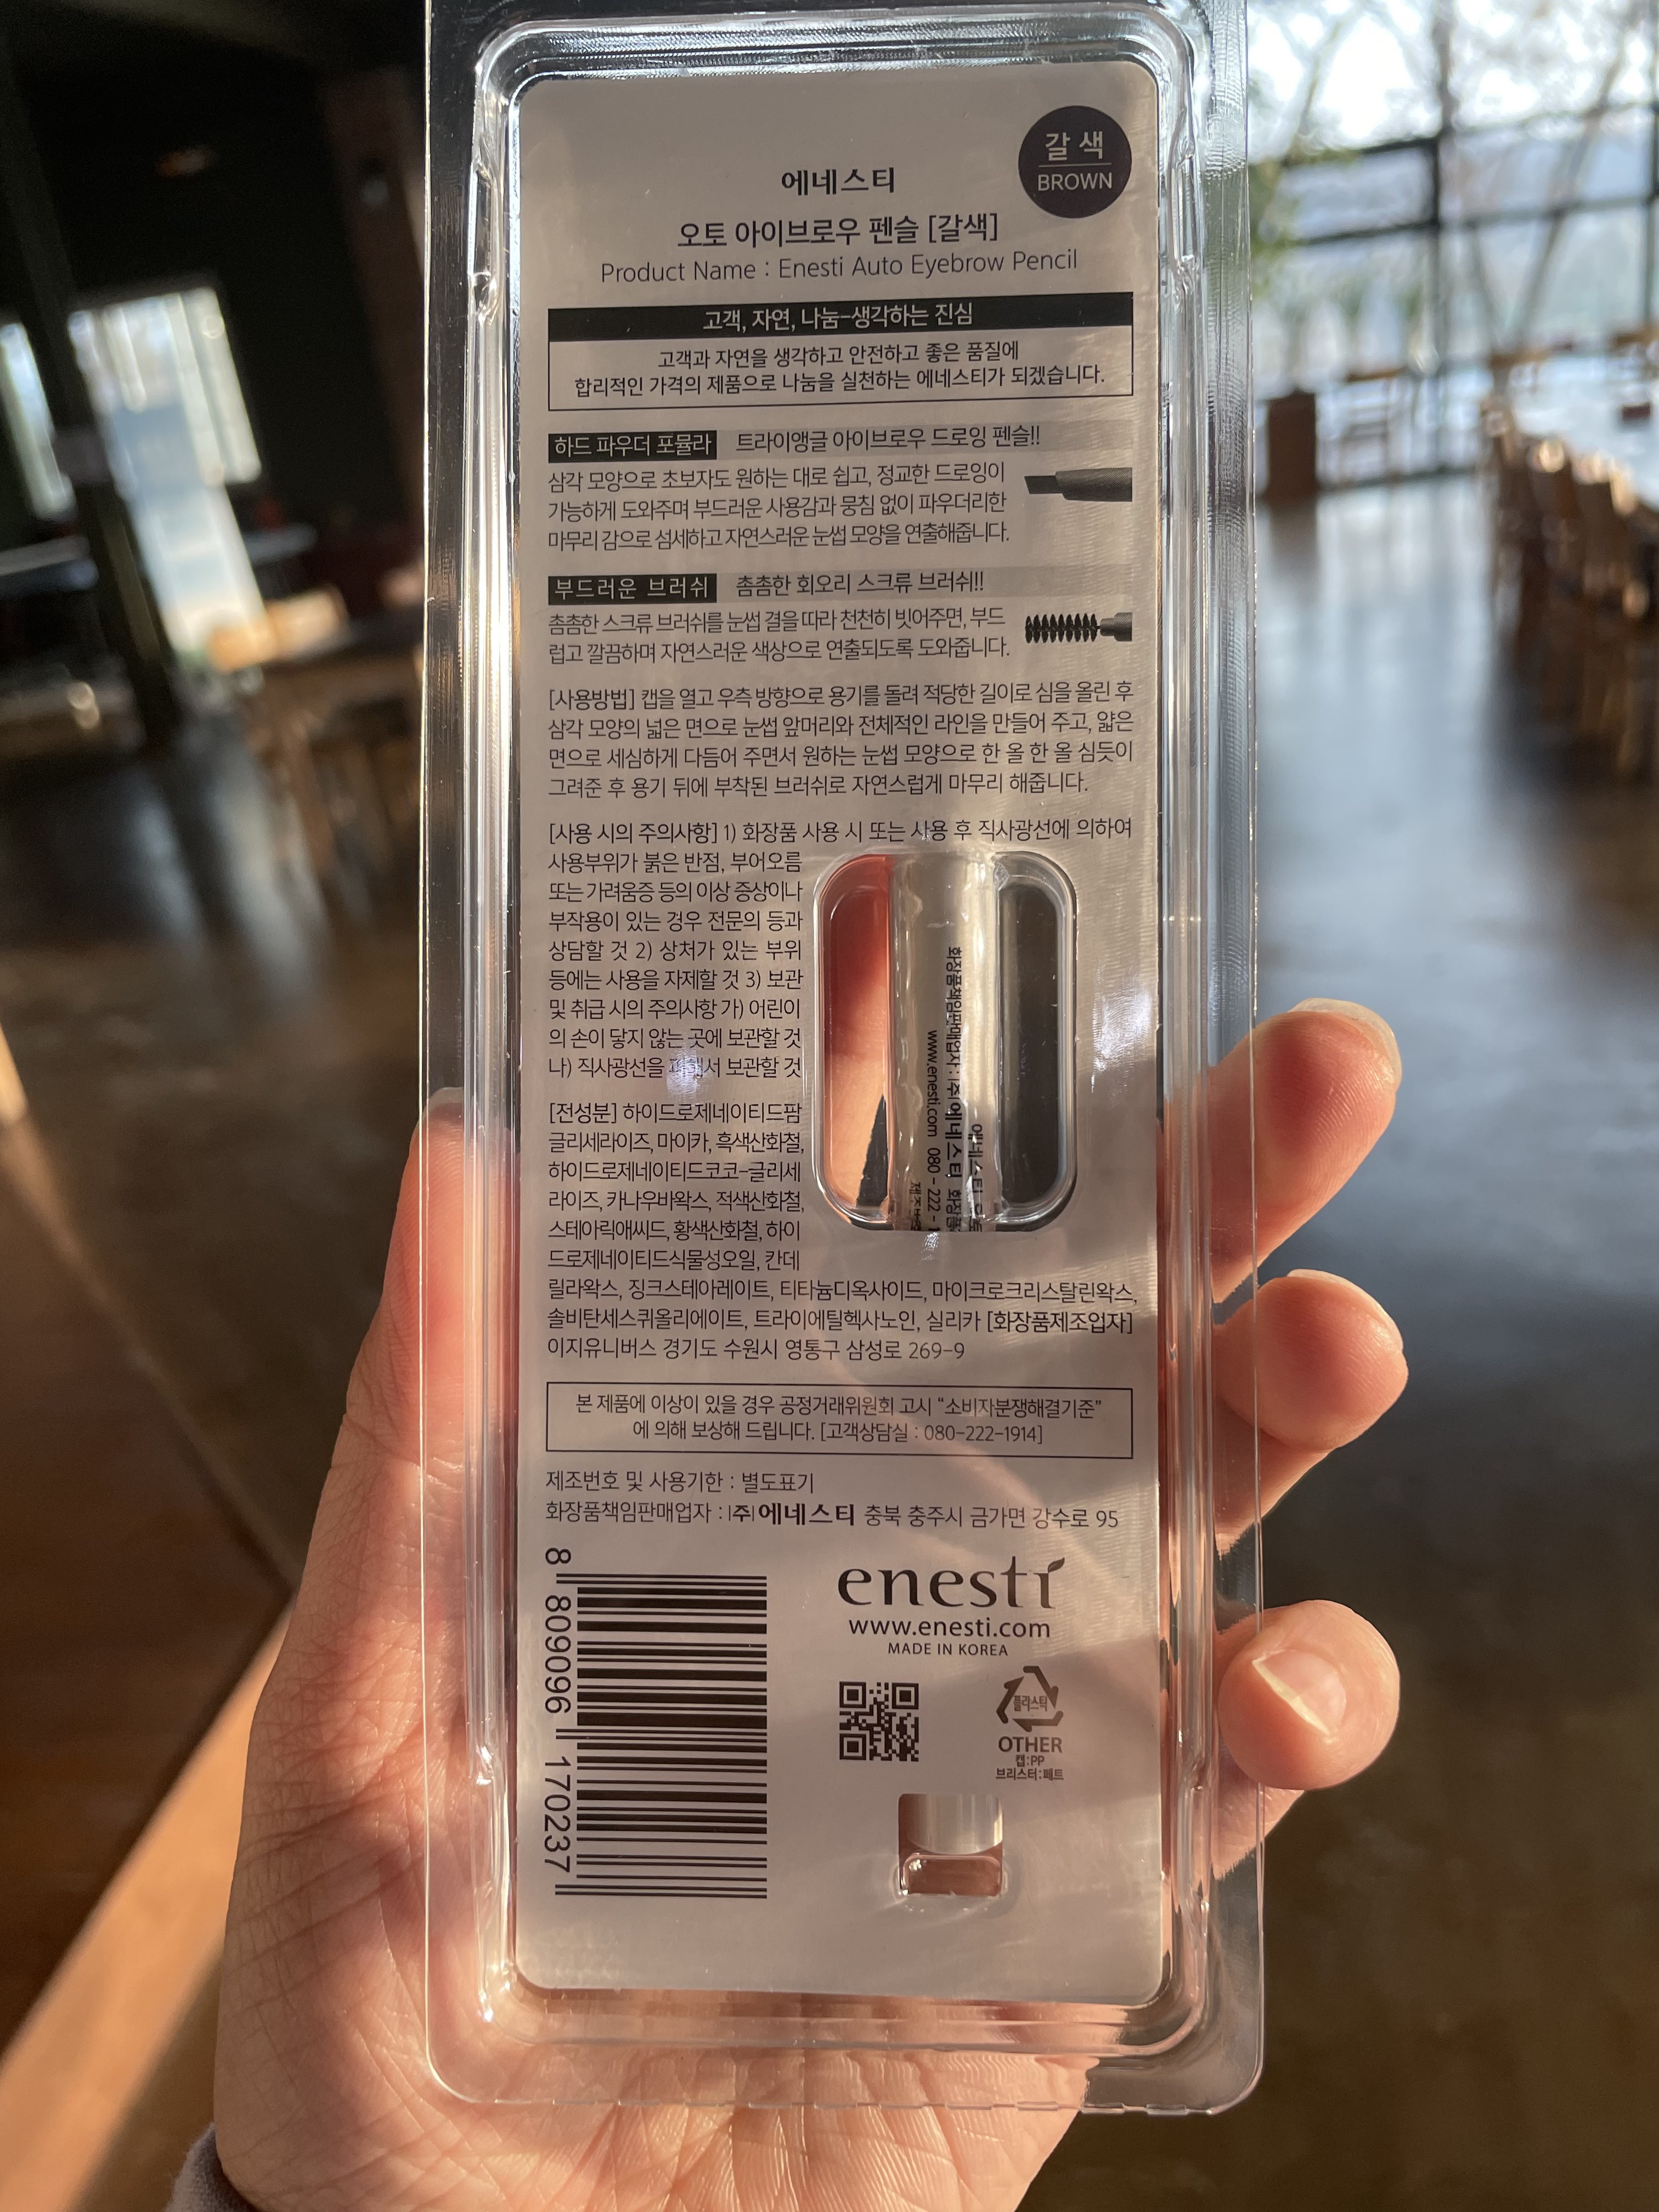 갈색
BROWN
에네스티
오토 아이브로우 펜슬 [갈색]
Product Name : Enesti Auto Eyebrow Pencil
고객, 자연, 나눔-생각하는 진심
고객과 자연을 생각하고 안전하고 좋은 품질에
합리적인 가격의 제품으로 나눔을 실천하는 에네스티가 되겠습니다.
하드 파우더 포뮬라 트라이앵글 아이브로우 드로잉 펜슬!!
삼각 모양으로 초보자도 원하는 대로 쉽고, 정교한 드로잉이
가능하게 도와주며 부드러운 사용감과 뭉침 없이 파우더리한
마무리 감으로 섬세하고 자연스러운 눈썹 모양을 연출해줍니다.
부드러운 브러쉬 촘촘한 회오리 스크류 브러쉬!!
촘촘한 스크류 브러쉬를 눈썹 결을 따라 천천히 빗어주면, 부드
럽고 깔끔하며 자연스러운 색상으로 연출되도록 도와줍니다.
[사용방법] 캡을 열고 우측 방향으로 용기를 돌려 적당한 길이로 심을 올린 후
삼각 모양의 넓은 면으로 눈썹 앞머리와 전체적인 라인을 만들어 주고, 얇은
면으로 세심하게 다듬어 주면서 원하는 눈썹 모양으로 한 올 한 올 심듯이
그려준 후 용기 뒤에 부착된 브러쉬로 자연스럽게 마무리 해줍니다.
[사용 시의 주의사항] 1) 화장품 사용 시 또는 사용 후 직사광선에 의하여
사용부위가 붉은 반점, 부어오름
또는 가려움증 등의 이상 증상이나
부작용이 있는 경우 전문의 등과
상담할 것 2) 상처가 있는 부위
등에는 사용을 자제할 것 3) 보관
및 취급 시의 주의사항 가) 어린이
의 손이 닿지 않는 곳에 보관할 것
나) 직사광선을 피해서 보관할 것
[전성분] 하이드로제네이티드팜
글리세라이즈, 마이카, 흑색산화철,
하이드로제네이티드코코-글리세
라이즈, 카나우바왁스, 적색산화철,
스테아릭애씨드, 황색산화철, 하이
드로제네이티드식물성오일, 칸데
릴라왁스, 징크스테아레이트, 티타늄디옥사이드, 마이크로크리스탈린왁스,
솔비탄세스퀴올리에이트, 트라이에틸헥사노인, 실리카 [화장품제조업자]
이지유니버스 경기도 수원시 영통구 삼성로 269-9
에네스티
화장품책임판매업자 : (주)에네스티
www.enesti.com 080 - 222 - 1
본 제품에 이상이 있을 경우 공정거래위원회 고시 “소비자분쟁해결기준”
에 의해 보상해 드립니다. [고객상담실 : 080-222-1914]
제조번호 및 사용기한 : 별도표기
화장품책임판매업자 : (주)에네스티 충북 충주시 금가면 강수로 95
8 809096 170237
enesti
www.enesti.com
MADE IN KOREA
플라스틱
OTHER
캡:PP
브리스터:페트